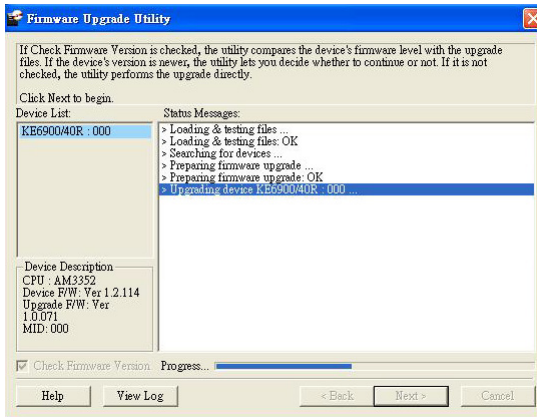 Firmware Upgrade Utility
If Check Firmware Version is checked, the utility compares the device's firmware level with the upgrade
files. If the device's version is newer, the utility lets you decide whether to continue or not. If it is not
checked, the utility performs the upgrade directly.
Click Next to begin.
Device List:
KE6900/40R : 000
Status Messages:
> Loading & testing files ...
> Loading & testing files: OK
> Searching for devices ...
> Preparing firmware upgrade ...
> Preparing firmware upgrade: OK
> Upgrading device KE6900/40R : 000 ...
Device Description
CPU : AM3352
Device F/W: Ver 1.2.114
Upgrade F/W: Ver
1.0.071
MID: 000
Check Firmware Version
Progress...
Help
View Log
< Back
Next >
Cancel